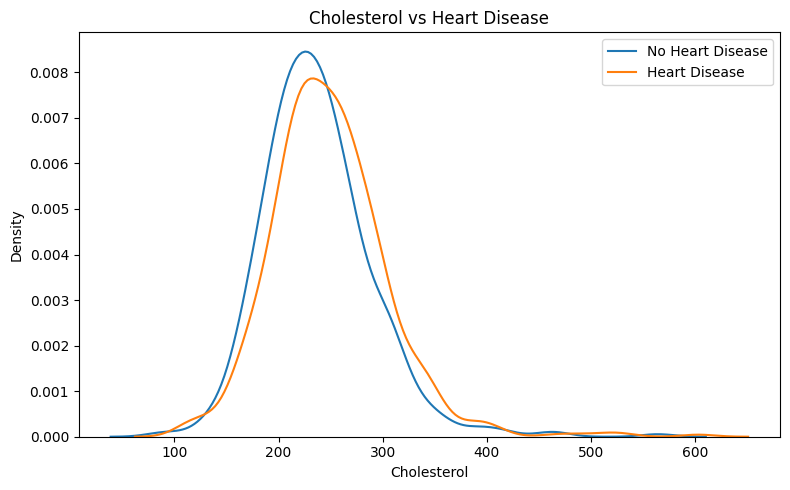 Cholesterol vs Heart Disease
No Heart Disease
Heart Disease
Density
0.008
0.007
0.006
0.005
0.004
0.003
0.002
0.001
0.000
100 200 300 400 500 600
Cholesterol